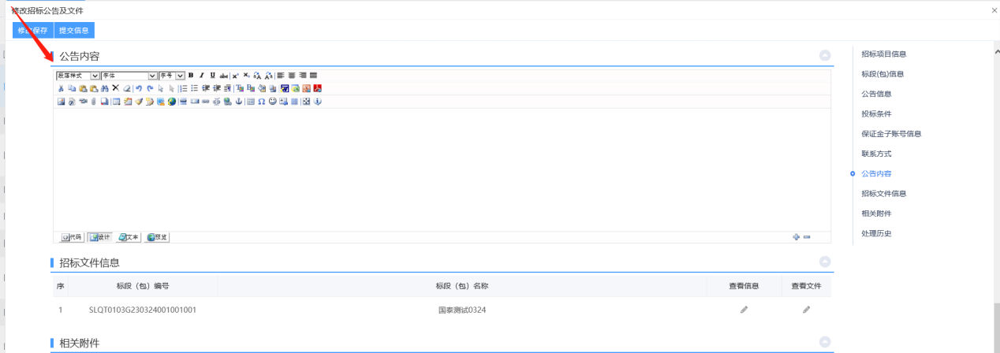 修改招标公告及文件
修改保存 提交信息
公告内容
段落样式 字体 字号 B I U abc
代码 设计 文本 预览
招标文件信息
序 标段（包）编号 标段（包）名称 查看信息 查看文件
1 SLQT0103G230324001001001 国泰测试0324
相关附件
招标项目信息
标段(包)信息
公告信息
投标条件
保证金子账号信息
联系方式
公告内容
招标文件信息
相关附件
处理历史